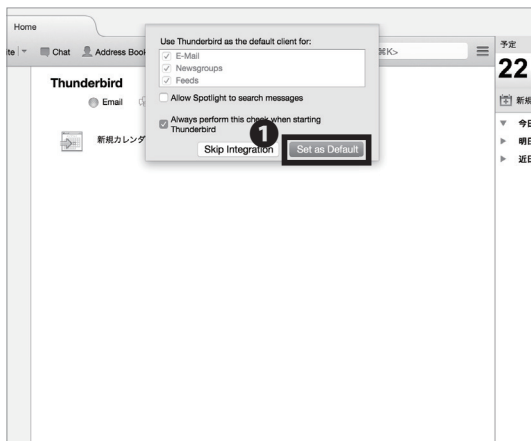 Home
te
Chat
Address Book
⌘K>
Use Thunderbird as the default client for:
E-Mail
Newsgroups
Feeds
Allow Spotlight to search messages
Always perform this check when starting
Thunderbird
Skip Integration
Set as Default
1
Thunderbird
Email
新規カレンダ
予定
22
新規
今日
明日
近日